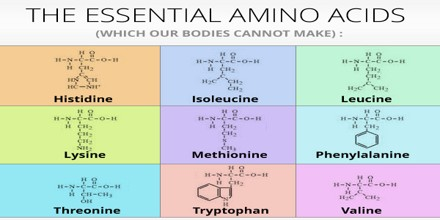 THE ESSENTIAL AMINO ACIDS
(WHICH OUR BODIES CANNOT MAKE) :
Histidine
Isoleucine
Leucine
Lysine
Methionine
Phenylalanine
Threonine
Tryptophan
Valine